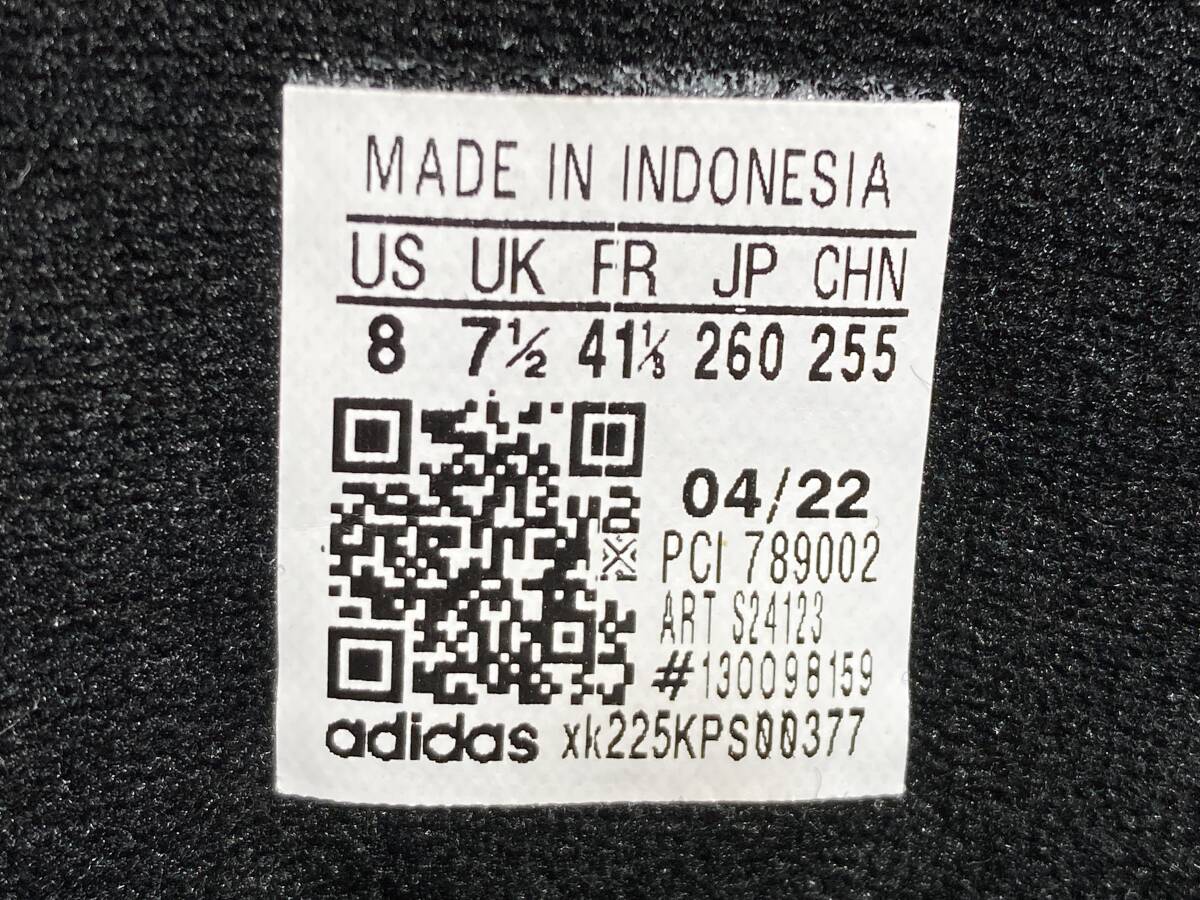 MADE IN INDONESIA
US UK FR JP CHN
8 7½ 41⅓ 260 255
04/22
PCI 789002
ART S24123
#130098159
adidas xk225KPS00377